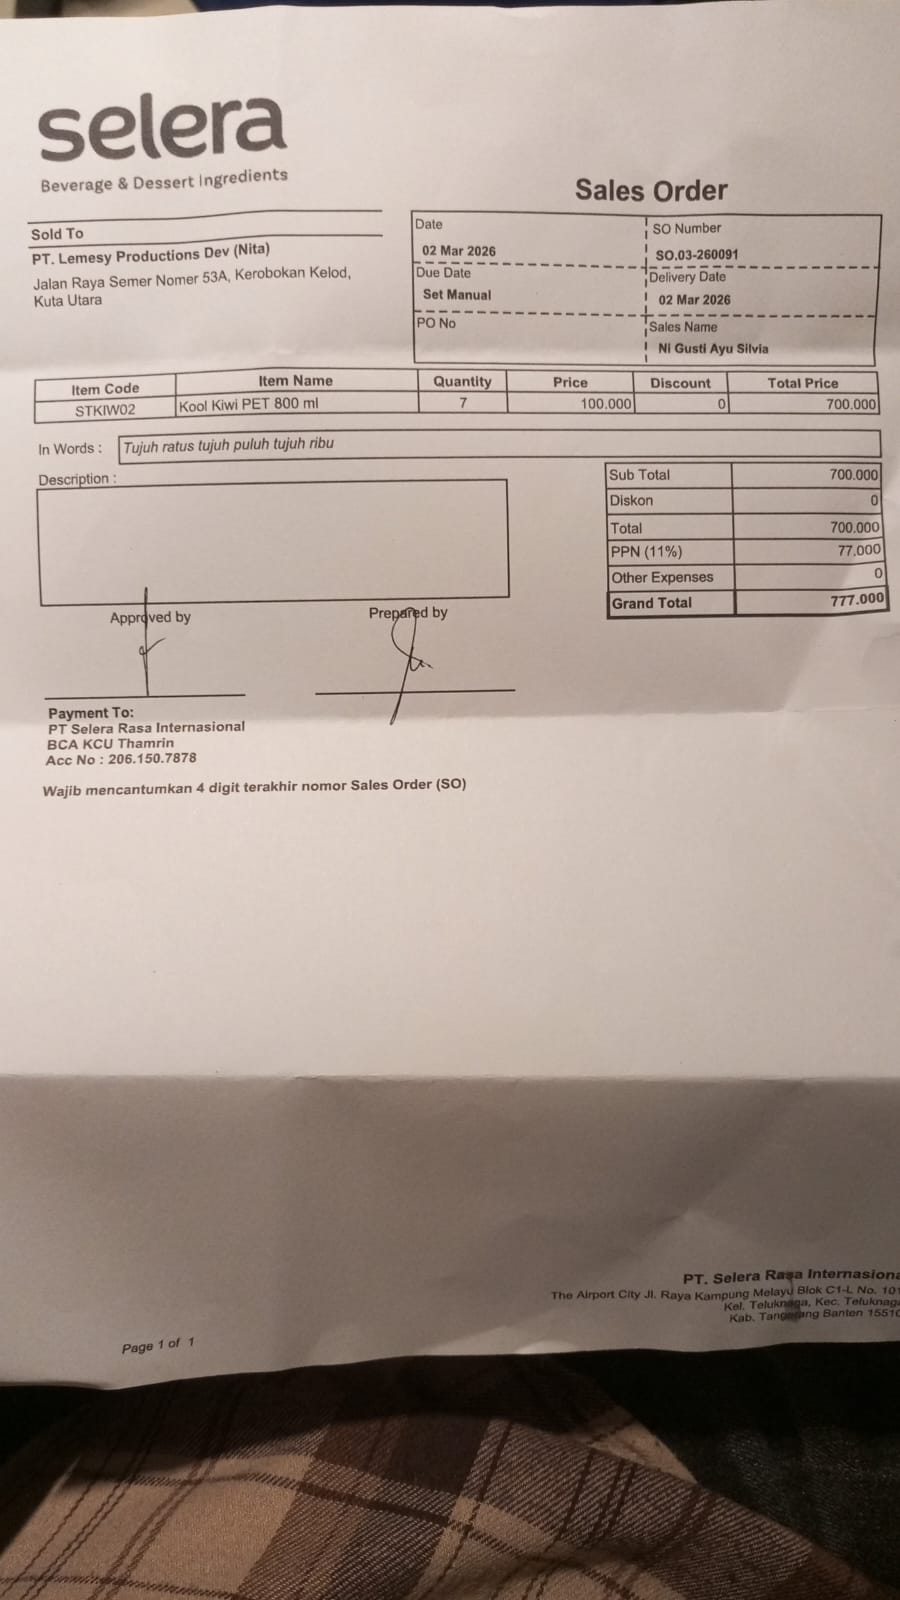 selera
Beverage & Dessert Ingredients
Sales Order
Sold To
PT. Lemesy Productions Dev (Nita)
Jalan Raya Semer Nomer 53A, Kerobokan Kelod,
Kuta Utara
Date
02 Mar 2026
Due Date
Set Manual
PO No
SO Number
SO.03-260091
Delivery Date
02 Mar 2026
Sales Name
Ni Gusti Ayu Silvia
Item Code Item Name Quantity Price Discount Total Price
STKIW02 Kool Kiwi PET 800 ml 7 100.000 0 700.000
In Words : Tujuh ratus tujuh puluh tujuh ribu
Description :
Sub Total 700.000
Diskon 0
Total 700.000
PPN (11%) 77.000
Other Expenses 0
Grand Total 777.000
Approved by Prepared by
Payment To:
PT Selera Rasa Internasional
BCA KCU Thamrin
Acc No : 206.150.7878
Wajib mencantumkan 4 digit terakhir nomor Sales Order (SO)
PT. Selera Rasa Internasiona
The Airport City Jl. Raya Kampung Melayu Blok C1-L No. 101
Kel. Teluknaga, Kec. Teluknag
Kab. Tangerang Banten 15510
Page 1 of 1